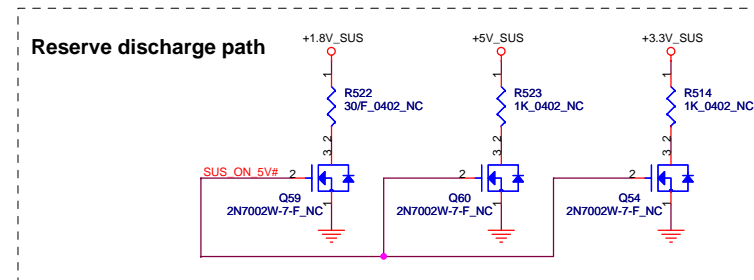 Reserve discharge path
+1.8V_SUS
+5V_SUS
+3.3V_SUS
1
1
1
R522
30/F_0402_NC
R523
1K_0402_NC
R514
1K_0402_NC
2
2
2
3
3
3
SUS_ON_5V#
2
2
2
1
1
1
Q59
2N7002W-7-F_NC
Q60
2N7002W-7-F_NC
Q54
2N7002W-7-F_NC